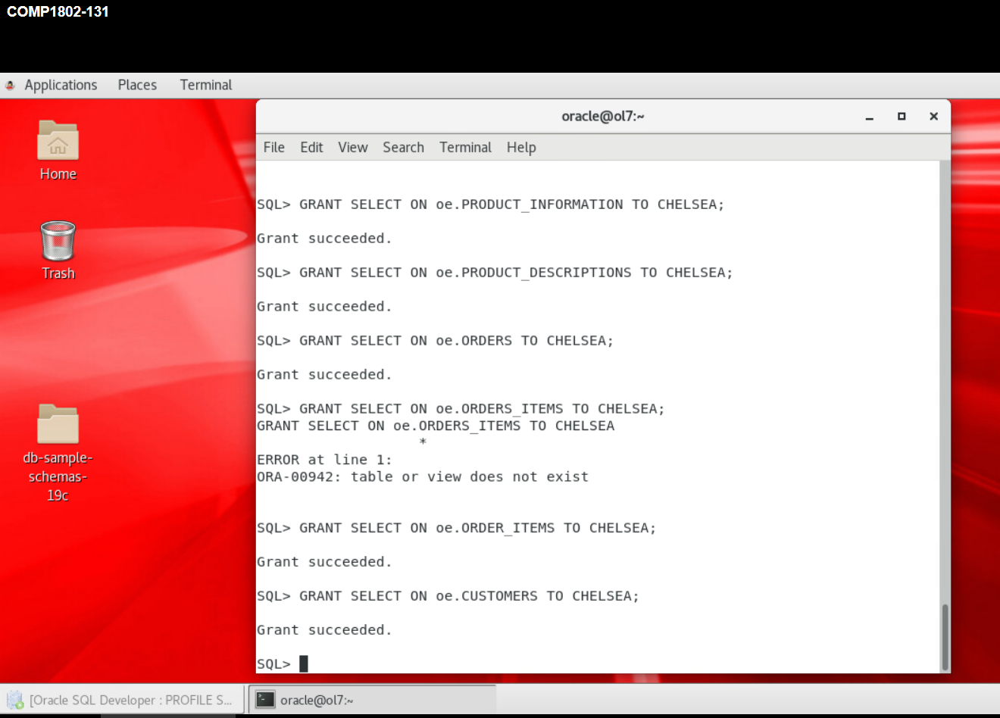 COMP1802-131
Applications Places Terminal
oracle@ol7:~
File Edit View Search Terminal Help
Home
Trash
db-sample-
schemas-
19c
SQL> GRANT SELECT ON oe.PRODUCT_INFORMATION TO CHELSEA;
Grant succeeded.
SQL> GRANT SELECT ON oe.PRODUCT_DESCRIPTIONS TO CHELSEA;
Grant succeeded.
SQL> GRANT SELECT ON oe.ORDERS TO CHELSEA;
Grant succeeded.
SQL> GRANT SELECT ON oe.ORDERS_ITEMS TO CHELSEA;
GRANT SELECT ON oe.ORDERS_ITEMS TO CHELSEA
*
ERROR at line 1:
ORA-00942: table or view does not exist
SQL> GRANT SELECT ON oe.ORDER_ITEMS TO CHELSEA;
Grant succeeded.
SQL> GRANT SELECT ON oe.CUSTOMERS TO CHELSEA;
Grant succeeded.
SQL>
[Oracle SQL Developer : PROFILE S...
oracle@ol7:~